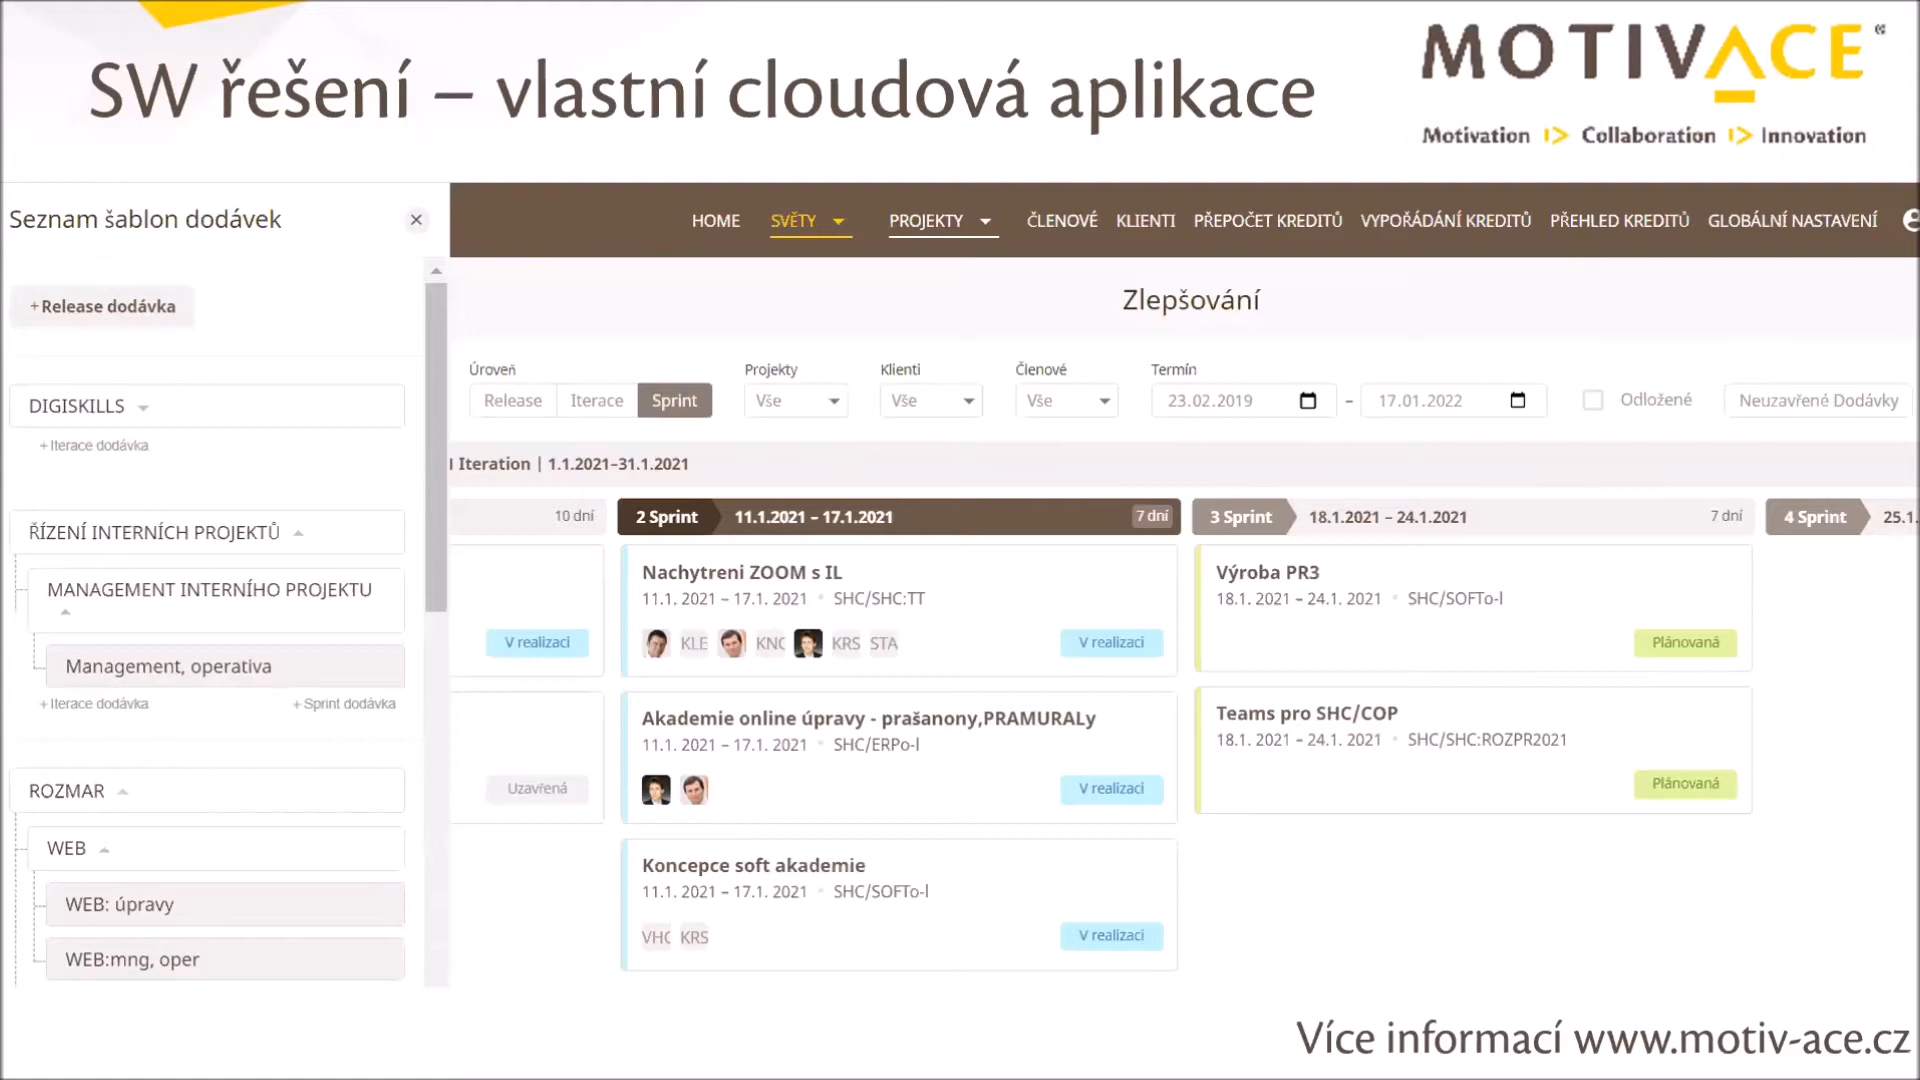 SW řešení – vlastní cloudová aplikace
MOTIVACE
Motivation Collaboration Innovation
Seznam šablon dodávek
HOME SVĚTY PROJEKTY ČLENOVÉ KLIENTI PŘEPOČET KREDITŮ VYPOŘÁDÁNÍ KREDITŮ PŘEHLED KREDITŮ GLOBÁLNÍ NASTAVENÍ
+ Release dodávka
DIGISKILLS
+ Iterace dodávka
ŘÍZENÍ INTERNÍCH PROJEKTŮ
MANAGEMENT INTERNÍHO PROJEKTU
Management, operativa
+ Iterace dodávka + Sprint dodávka
ROZMAR
WEB
WEB: úpravy
WEB:mng, oper
Zlepšování
Úroveň Projekty Klienti Členové Termín
Release Iterace Sprint Vše Vše Vše 23.02.2019 – 17.01.2022 Odložené Neuzavřené Dodávky
Iteration | 1.1.2021–31.1.2021
10 dní
V realizaci
Uzavřená
2 Sprint 11.1.2021 – 17.1.2021 7 dní
Nachytreni ZOOM s IL
11.1. 2021 – 17.1. 2021 • SHC/SHC:TT
KLE KNC KRS STA
V realizaci
Akademie online úpravy - prašanony,PRAMURALy
11.1. 2021 – 17.1. 2021 • SHC/ERPo-l
V realizaci
Koncepce soft akademie
11.1. 2021 – 17.1. 2021 • SHC/SOFTo-l
VHC KRS
V realizaci
3 Sprint 18.1.2021 – 24.1.2021 7 dní
Výroba PR3
18.1. 2021 – 24.1. 2021 • SHC/SOFTo-l
Plánovaná
Teams pro SHC/COP
18.1. 2021 – 24.1. 2021 • SHC/SHC:ROZPR2021
Plánovaná
4 Sprint 25.1.
Více informací www.motiv-ace.cz